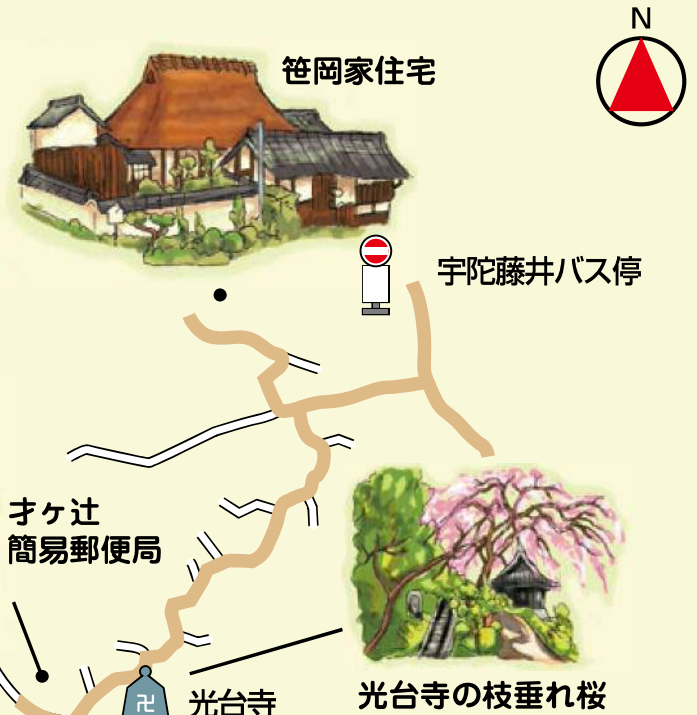 N
笹岡家住宅
宇陀藤井バス停
才ヶ辻
簡易郵便局
卍
光台寺
光台寺の枝垂れ桜